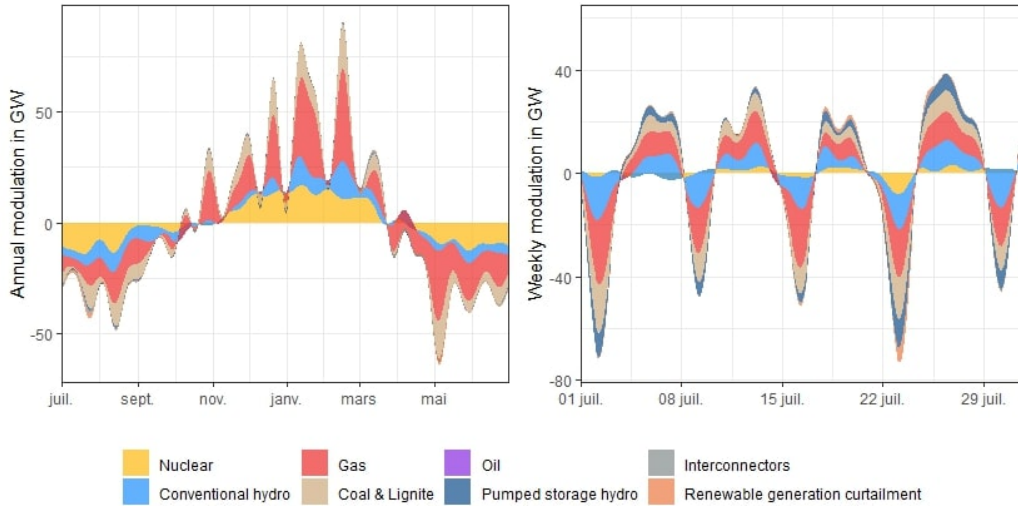 Annual modulation in GW
50
0
-50
juil.
sept.
nov.
janv.
mars
mai
Weekly modulation in GW
40
0
-40
-80
01 juil.
08 juil.
15 juil.
22 juil.
29 juil.
Nuclear
Gas
Oil
Interconnectors
Conventional hydro
Coal & Lignite
Pumped storage hydro
Renewable generation curtailment